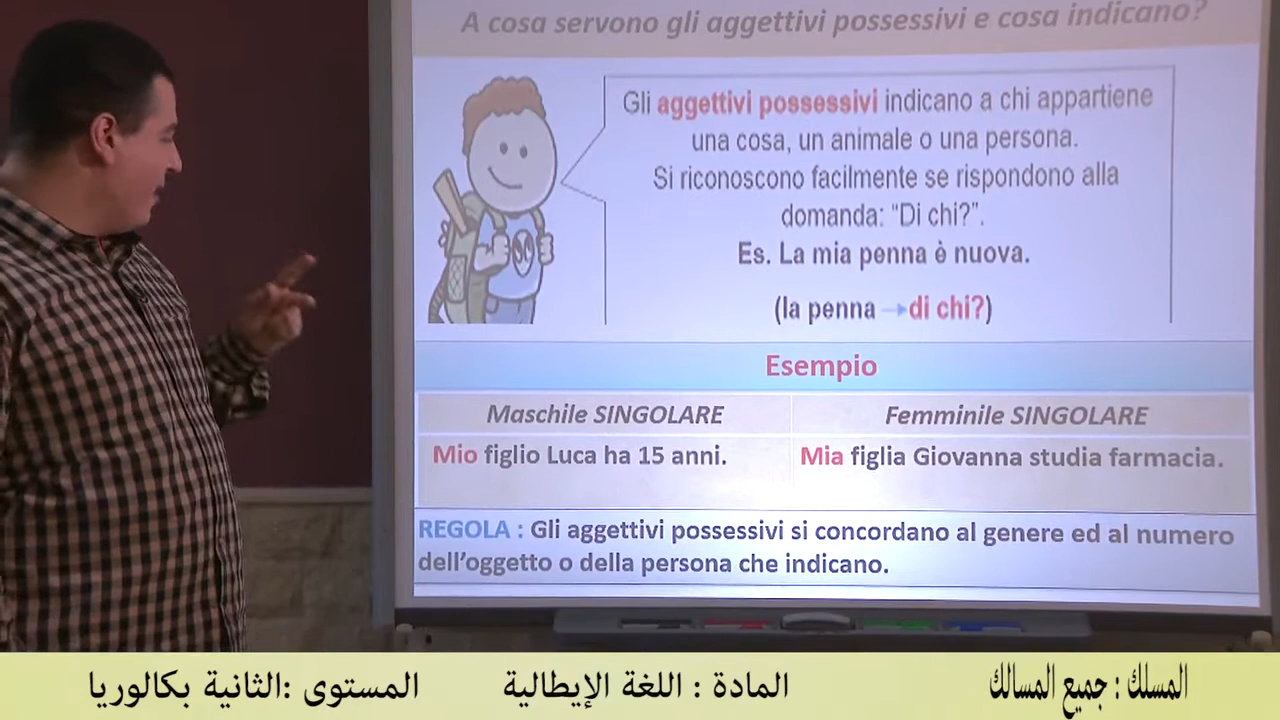 A cosa servono gli aggettivi possessivi e cosa indicano?
Gli aggettivi possessivi indicano a chi appartiene
una cosa, un animale o una persona.
Si riconoscono facilmente se rispondono alla
domanda: “Di chi?”.
Es. La mia penna è nuova.
(la penna → di chi?)
Esempio
Maschile SINGOLARE
Femminile SINGOLARE
Mio figlio Luca ha 15 anni.
Mia figlia Giovanna studia farmacia.
REGOLA : Gli aggettivi possessivi si concordano al genere ed al numero
dell’oggetto o della persona che indicano.
المسلك : جميع المسالك
المادة : اللغة الإيطالية
المستوى :الثانية بكالوريا